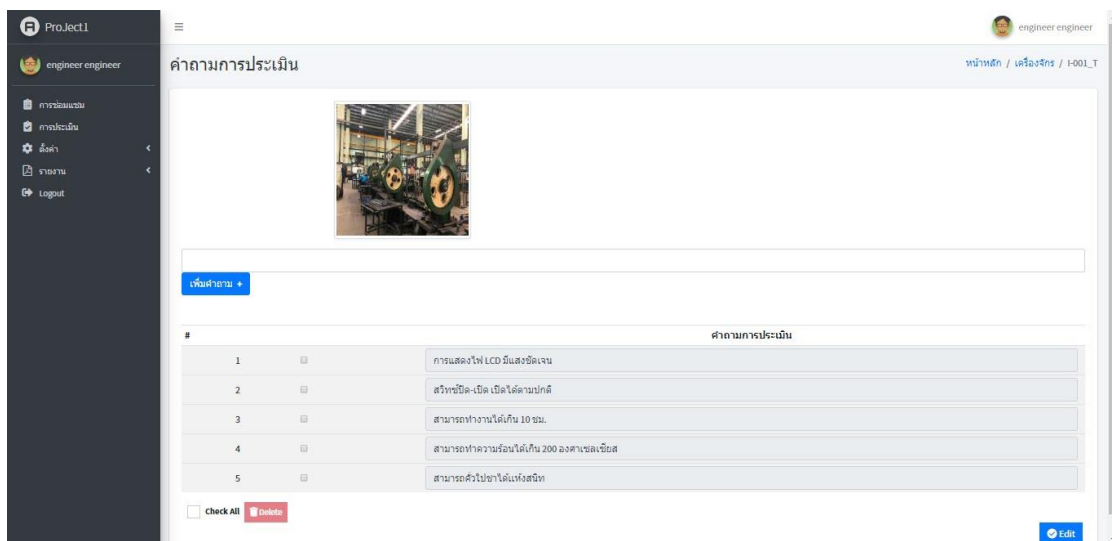 ProJect1
engineer engineer
engineer engineer
การซ่อมแซม
การประเมิน
ตั้งค่า
รายงาน
Logout
คำถามการประเมิน
หน้าหลัก / เครื่องจักร / I-001_T
เพิ่มคำถาม +
# คำถามการประเมิน
1 การแสดงไฟ LCD มีแสงชัดเจน
2 สวิทซ์ปิด-เปิด เปิดได้ตามปกติ
3 สามารถทำงานได้เกิน 10 ชม.
4 สามารถทำความร้อนได้เกิน 200 องศาเซลเซียส
5 สามารถคั่วใบชาได้แห้งสนิท
Check All Delete
Edit